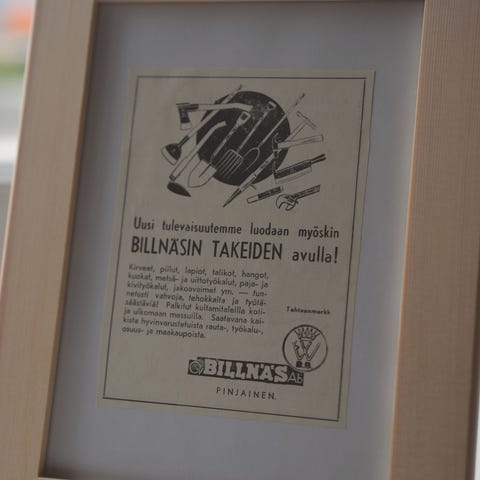 Uusi tulevaisuutemme luodaan myöskin
BILLNÄSIN TAKEIDEN avulla!
Kirveet, piilut, lapiot, talikot, hangot,
kuokat, metsä- ja uittotyökalut, paja- ja
kivityökalut, jakoavaimet ym. — tun-
netusti vahvoja, tehokkaita ja työtä-
säästäviä! Palkitut kultamitaleilla koti-
ja ulkomaan messuilla. Saatavana kai-
kista hyvinvarustetuista rauta-, työkalu-,
osuus- ja maakaupoista.
Tehtaanmerkki
W
B.B
BILLNÄS AB
PINJAINEN.